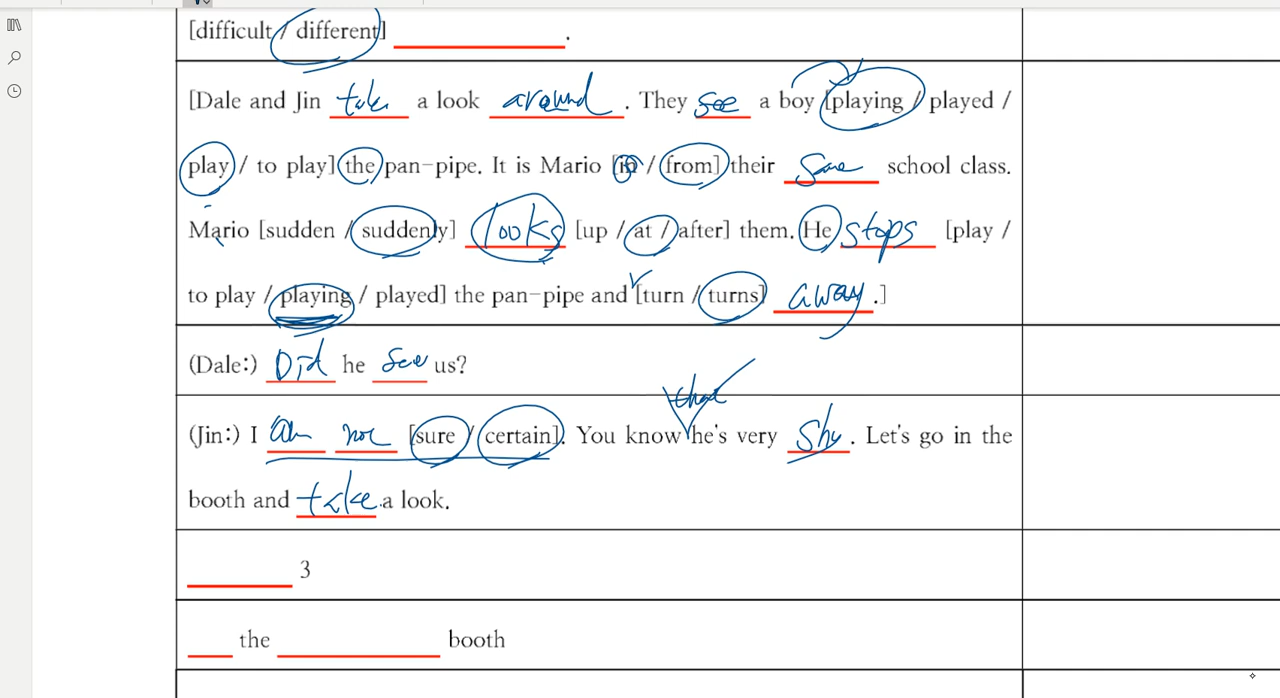 [difficult / different] ____________.
[Dale and Jin take a look around. They see a boy [playing / played /
play / to play] the pan-pipe. It is Mario [in / from] their same school class.
Mario [sudden / suddenly] looks [up / at / after] them. He stops [play /
to play / playing / played] the pan-pipe and [turn / turns] away.]
(Dale:) Did he see us?
that
(Jin:) I am not [sure / certain]. You know he's very shy. Let's go in the
booth and take a look.
________ 3
____ the ____________ booth